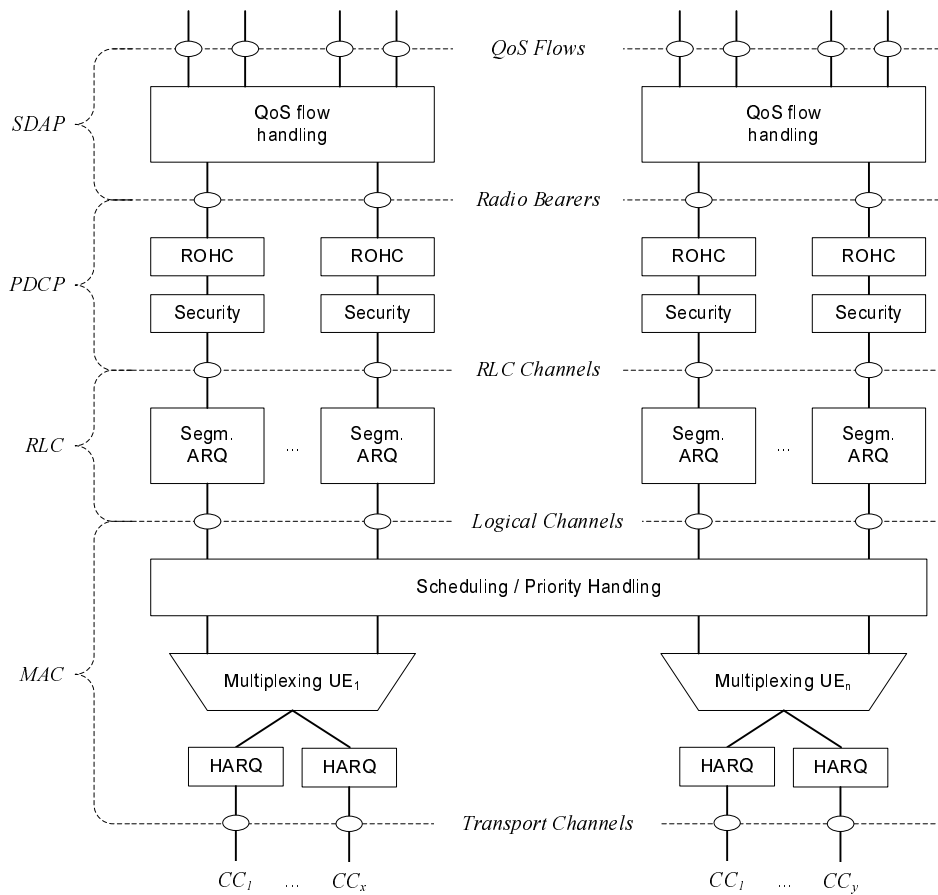 QoS Flows
QoS flow
handling
QoS flow
handling
SDAP
Radio Bearers
ROHC
ROHC
ROHC
ROHC
PDCP
Security
Security
Security
Security
RLC Channels
Segm.
ARQ
...
Segm.
ARQ
Segm.
ARQ
...
Segm.
ARQ
RLC
Logical Channels
Scheduling / Priority Handling
MAC
Multiplexing UE1
Multiplexing UEn
HARQ
HARQ
HARQ
HARQ
Transport Channels
CC1 ... CCx
CC1 ... CCy